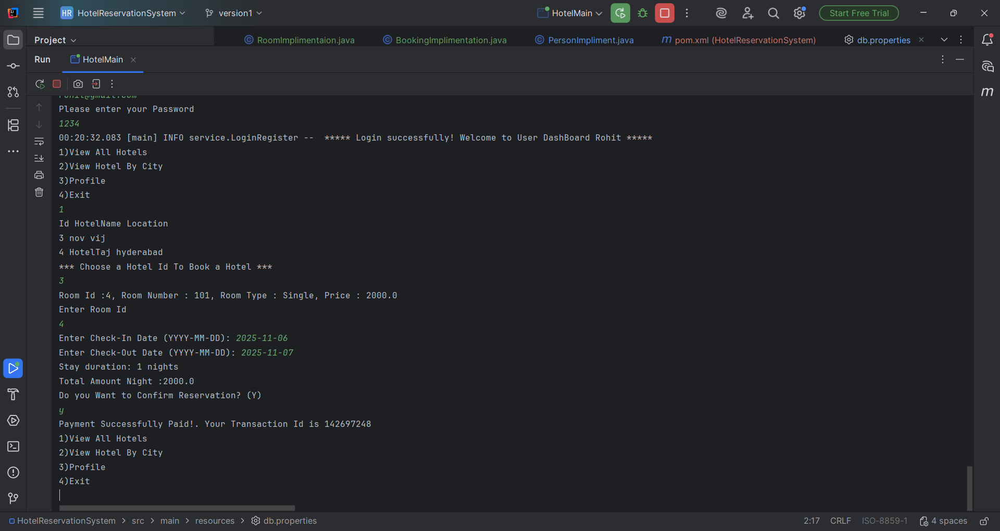 HR HotelReservationSystem version1 HotelMain Start Free Trial
Project RoomImplimentaion.java BookingImplimentation.java PersonImpliment.java pom.xml (HotelReservationSystem) db.properties
Run HotelMain
rohit@gmail.com
Please enter your Password
1234
00:20:32.083 [main] INFO service.LoginRegister --  ***** Login successfully! Welcome to User DashBoard Rohit *****
1)View All Hotels
2)View Hotel By City
3)Profile
4)Exit
1
Id HotelName Location
3 nov vij
4 HotelTaj hyderabad
*** Choose a Hotel Id To Book a Hotel ***
3
Room Id :4, Room Number : 101, Room Type : Single, Price : 2000.0
Enter Room Id
4
Enter Check-In Date (YYYY-MM-DD): 2025-11-06
Enter Check-Out Date (YYYY-MM-DD): 2025-11-07
Stay duration: 1 nights
Total Amount Night :2000.0
Do you Want to Confirm Reservation? (Y)
y
Payment Successfully Paid!. Your Transaction Id is 142697248
1)View All Hotels
2)View Hotel By City
3)Profile
4)Exit
HotelReservationSystem > src > main > resources > db.properties 2:17 CRLF ISO-8859-1 4 spaces